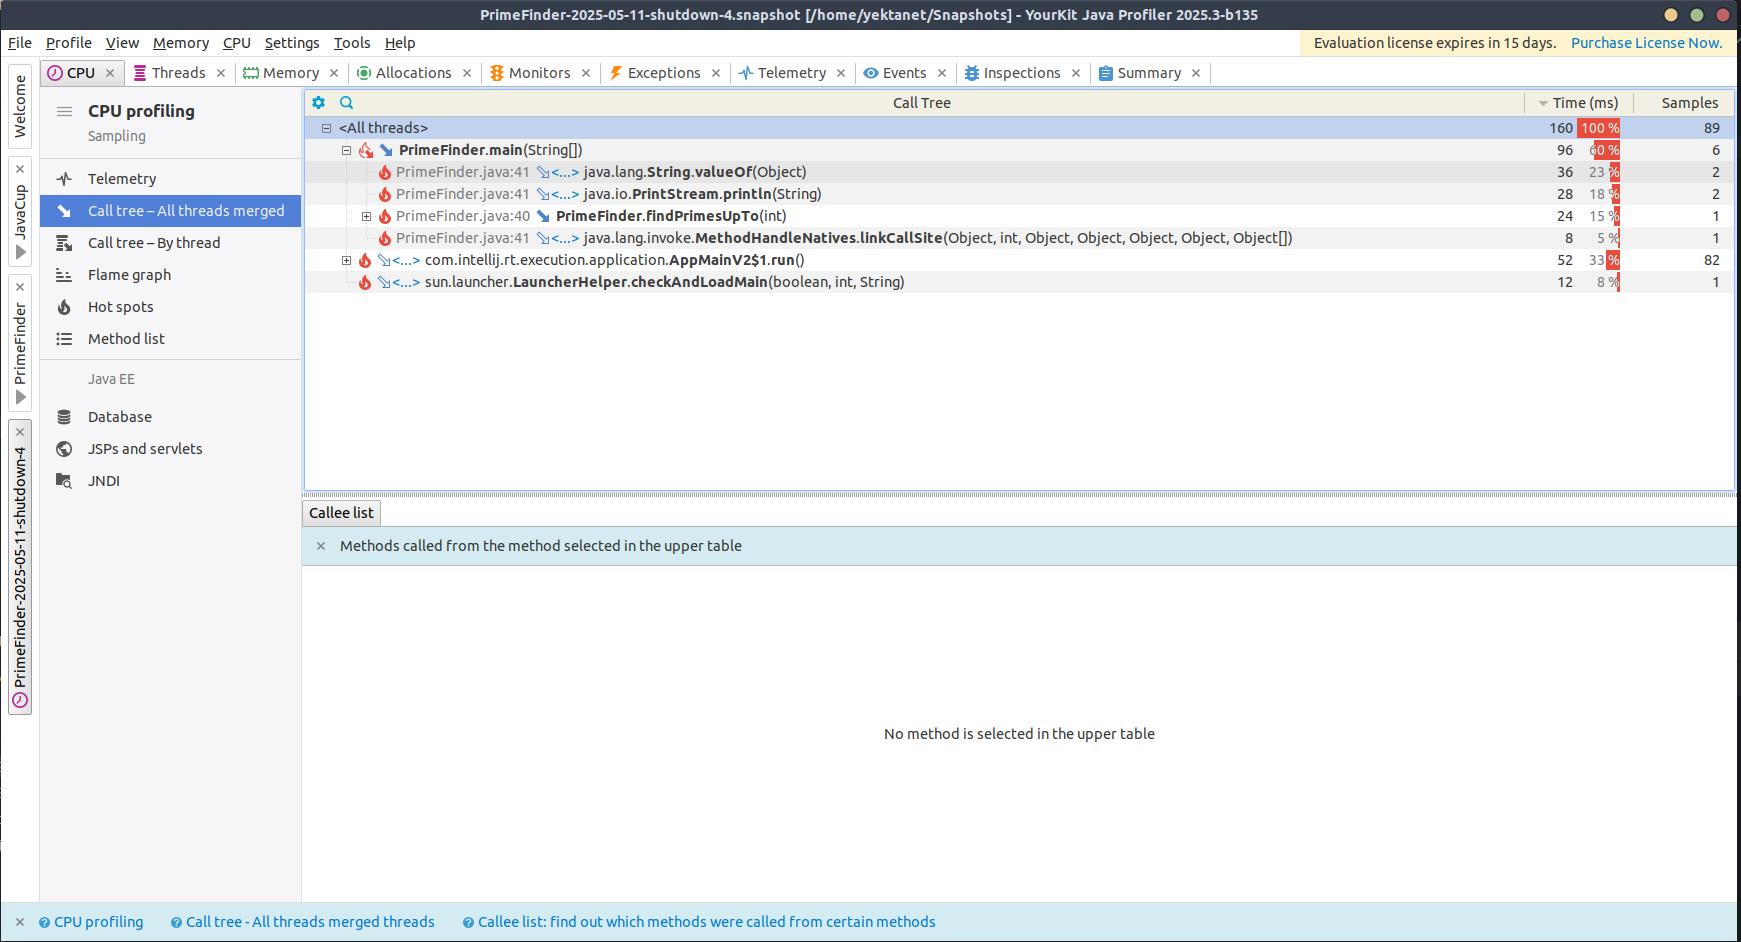 PrimeFinder-2025-05-11-shutdown-4.snapshot [/home/yektanet/Snapshots] - YourKit Java Profiler 2025.3-b135
File Profile View Memory CPU Settings Tools Help
Evaluation license expires in 15 days. Purchase License Now.
Welcome
JavaCup
PrimeFinder
PrimeFinder-2025-05-11-shutdown-4
CPU Threads Memory Allocations Monitors Exceptions Telemetry Events Inspections Summary
CPU profiling
Sampling
Telemetry
Call tree – All threads merged
Call tree – By thread
Flame graph
Hot spots
Method list
Java EE
Database
JSPs and servlets
JNDI
Call Tree Time (ms) Samples
<All threads> 160 100 % 89
PrimeFinder.main(String[]) 96 60 % 6
PrimeFinder.java:41 <...> java.lang.String.valueOf(Object) 36 23 % 2
PrimeFinder.java:41 <...> java.io.PrintStream.println(String) 28 18 % 2
PrimeFinder.java:40 PrimeFinder.findPrimesUpTo(int) 24 15 % 1
PrimeFinder.java:41 <...> java.lang.invoke.MethodHandleNatives.linkCallSite(Object, int, Object, Object, Object, Object, Object[]) 8 5 % 1
<...> com.intellij.rt.execution.application.AppMainV2$1.run() 52 33 % 82
<...> sun.launcher.LauncherHelper.checkAndLoadMain(boolean, int, String) 12 8 % 1
Callee list
Methods called from the method selected in the upper table
No method is selected in the upper table
CPU profiling Call tree - All threads merged threads Callee list: find out which methods were called from certain methods